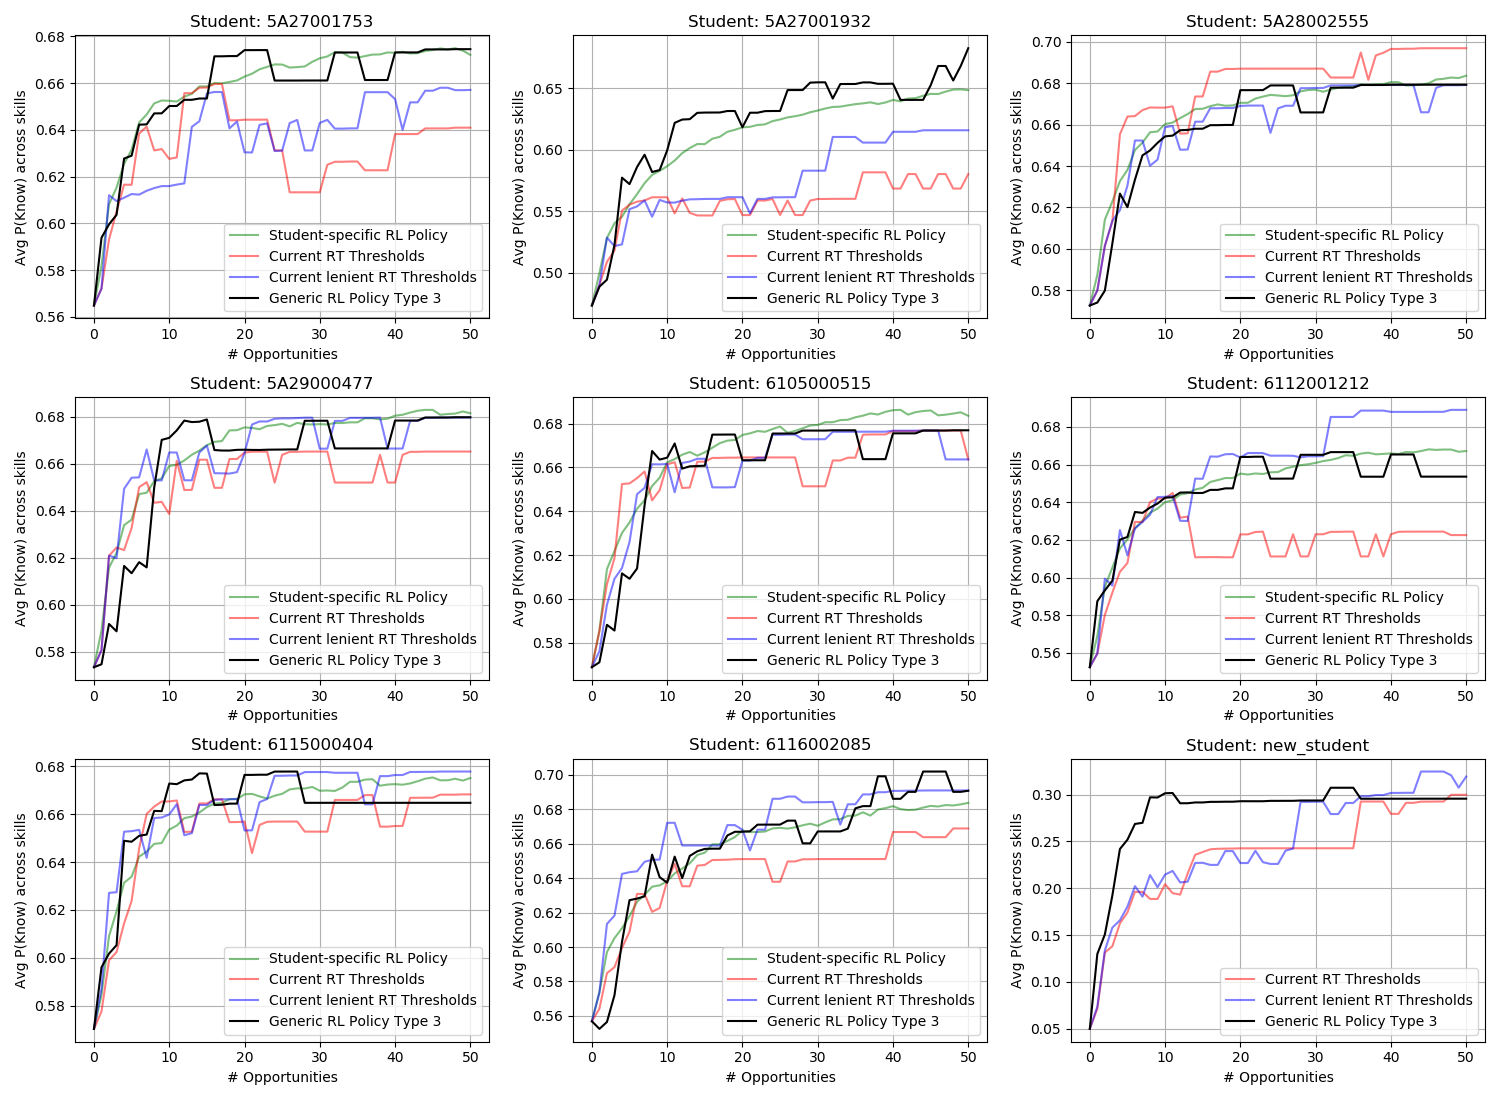 Student: 5A27001753
Avg P(Know) across skills
0.68
0.66
0.64
0.62
0.60
0.58
0.56
Student-specific RL Policy
Current RT Thresholds
Current lenient RT Thresholds
Generic RL Policy Type 3
0 10 20 30 40 50
# Opportunities
Student: 5A27001932
Avg P(Know) across skills
0.65
0.60
0.55
0.50
Student-specific RL Policy
Current RT Thresholds
Current lenient RT Thresholds
Generic RL Policy Type 3
0 10 20 30 40 50
# Opportunities
Student: 5A28002555
Avg P(Know) across skills
0.70
0.68
0.66
0.64
0.62
0.60
0.58
Student-specific RL Policy
Current RT Thresholds
Current lenient RT Thresholds
Generic RL Policy Type 3
0 10 20 30 40 50
# Opportunities
Student: 5A29000477
Avg P(Know) across skills
0.68
0.66
0.64
0.62
0.60
0.58
Student-specific RL Policy
Current RT Thresholds
Current lenient RT Thresholds
Generic RL Policy Type 3
0 10 20 30 40 50
# Opportunities
Student: 6105000515
Avg P(Know) across skills
0.68
0.66
0.64
0.62
0.60
0.58
Student-specific RL Policy
Current RT Thresholds
Current lenient RT Thresholds
Generic RL Policy Type 3
0 10 20 30 40 50
# Opportunities
Student: 6112001212
Avg P(Know) across skills
0.68
0.66
0.64
0.62
0.60
0.58
0.56
Student-specific RL Policy
Current RT Thresholds
Current lenient RT Thresholds
Generic RL Policy Type 3
0 10 20 30 40 50
# Opportunities
Student: 6115000404
Avg P(Know) across skills
0.68
0.66
0.64
0.62
0.60
0.58
Student-specific RL Policy
Current RT Thresholds
Current lenient RT Thresholds
Generic RL Policy Type 3
0 10 20 30 40 50
# Opportunities
Student: 6116002085
Avg P(Know) across skills
0.70
0.68
0.66
0.64
0.62
0.60
0.58
0.56
Student-specific RL Policy
Current RT Thresholds
Current lenient RT Thresholds
Generic RL Policy Type 3
0 10 20 30 40 50
# Opportunities
Student: new_student
Avg P(Know) across skills
0.30
0.25
0.20
0.15
0.10
0.05
Current RT Thresholds
Current lenient RT Thresholds
Generic RL Policy Type 3
0 10 20 30 40 50
# Opportunities